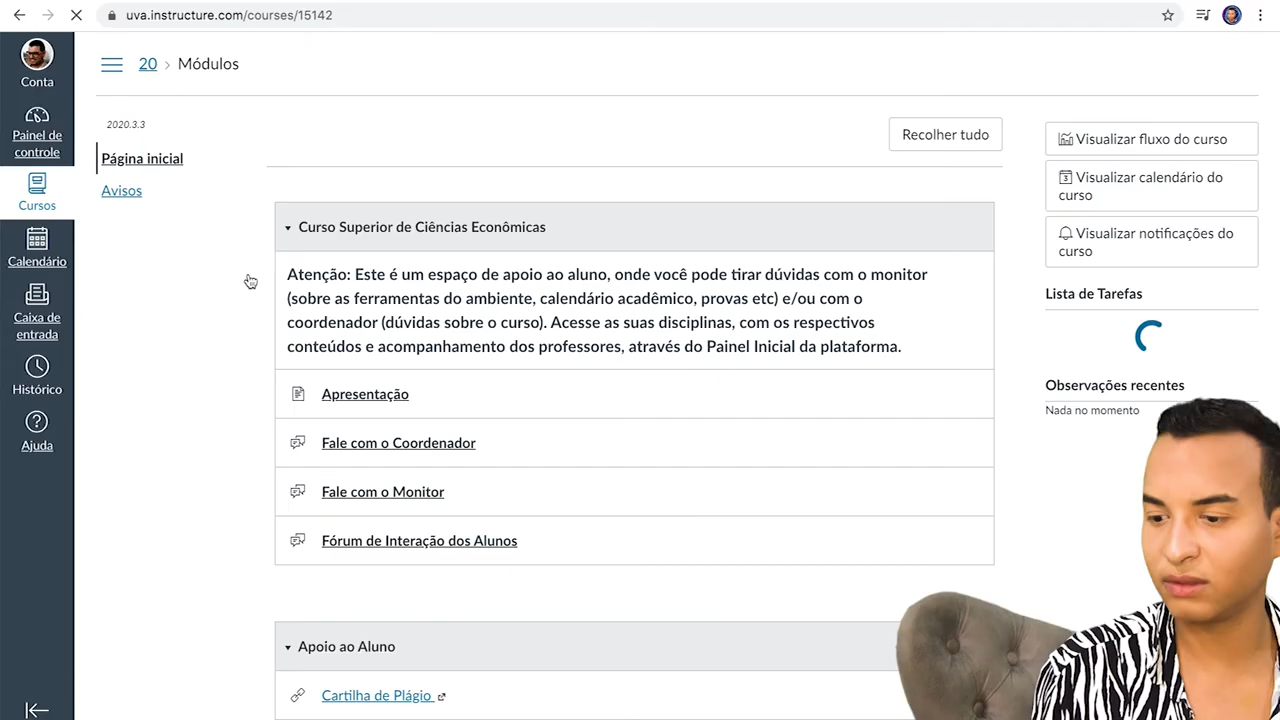 uva.instructure.com/courses/15142
Conta
Painel de
controle
Cursos
Calendário
Caixa de
entrada
Histórico
Ajuda
20 > Módulos
2020.3.3
Página inicial
Avisos
Recolher tudo
Curso Superior de Ciências Econômicas
Atenção: Este é um espaço de apoio ao aluno, onde você pode tirar dúvidas com o monitor
(sobre as ferramentas do ambiente, calendário acadêmico, provas etc) e/ou com o
coordenador (dúvidas sobre o curso). Acesse as suas disciplinas, com os respectivos
conteúdos e acompanhamento dos professores, através do Painel Inicial da plataforma.
Apresentação
Fale com o Coordenador
Fale com o Monitor
Fórum de Interação dos Alunos
Apoio ao Aluno
Cartilha de Plágio
Visualizar fluxo do curso
Visualizar calendário do
curso
Visualizar notificações do
curso
Lista de Tarefas
Observações recentes
Nada no momento